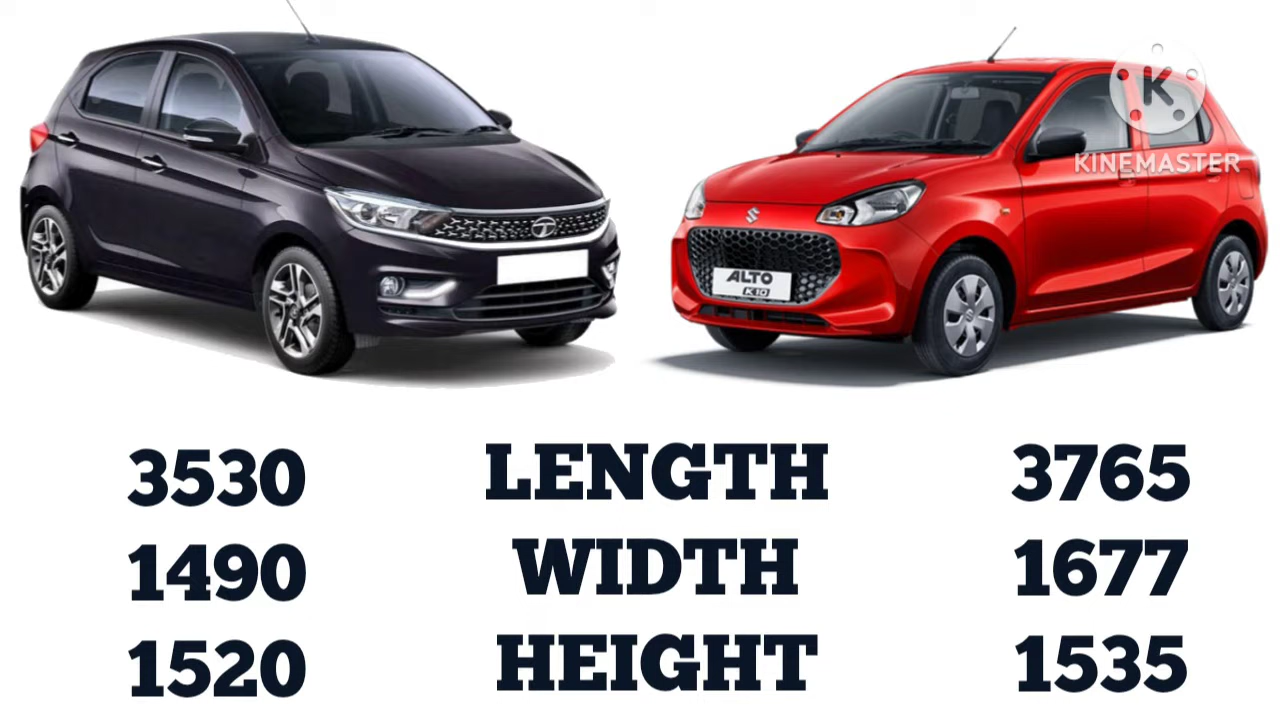 K
KINEMASTER
ALTO
K10
3530 LENGTH 3765
1490 WIDTH 1677
1520 HEIGHT 1535